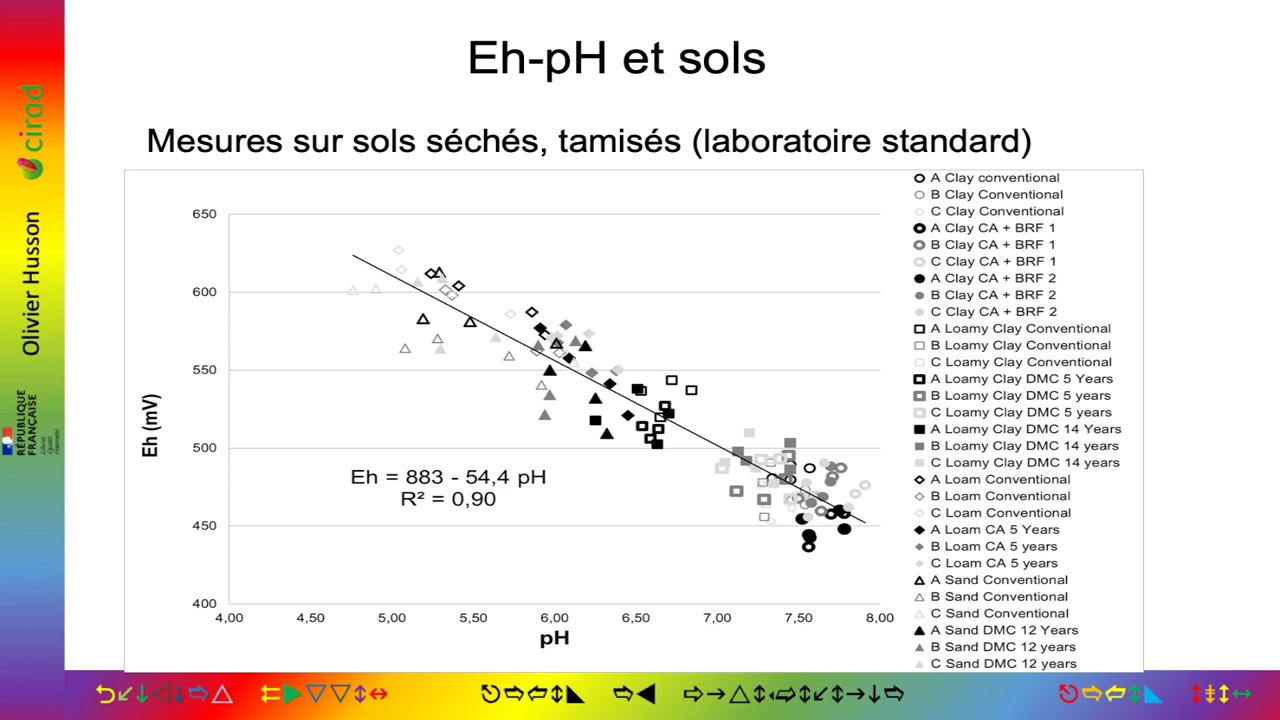 Eh-pH et sols
Mesures sur sols séchés, tamisés (laboratoire standard)
cirad
Olivier Husson
RÉPUBLIQUE
FRANÇAISE
650
600
550
500
450
400
4,00
4,50
5,00
5,50
6,00
6,50
7,00
7,50
8,00
Eh (mV)
pH
Eh = 883 - 54,4 pH
R² = 0,90
A Clay conventional
B Clay Conventional
C Clay Conventional
A Clay CA + BRF 1
B Clay CA + BRF 1
C Clay CA + BRF 1
A Clay CA + BRF 2
B Clay CA + BRF 2
C Clay CA + BRF 2
A Loamy Clay Conventional
B Loamy Clay Conventional
C Loamy Clay Conventional
A Loamy Clay DMC 5 Years
B Loamy Clay DMC 5 years
C Loamy Clay DMC 5 years
A Loamy Clay DMC 14 Years
B Loamy Clay DMC 14 years
C Loamy Clay DMC 14 years
A Loam Conventional
B Loam Conventional
C Loam Conventional
A Loam CA 5 Years
B Loam CA 5 years
C Loam CA 5 years
A Sand Conventional
B Sand Conventional
C Sand Conventional
A Sand DMC 12 Years
B Sand DMC 12 years
C Sand DMC 12 years